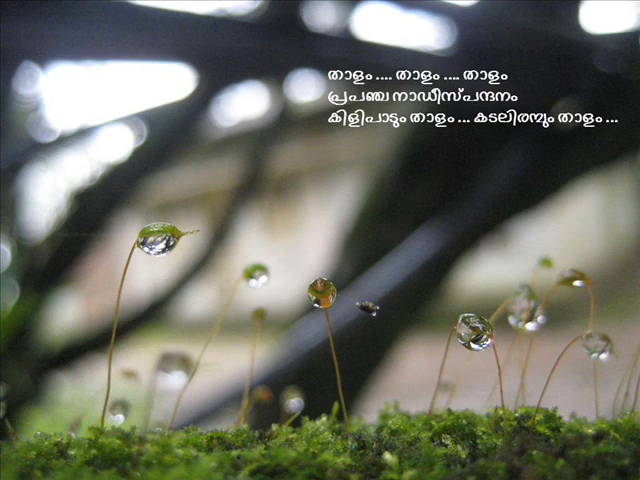 താളം .... താളം .... താളം
പ്രപഞ്ച നാഡീസ്പന്ദനം
കിളിപാടും താളം ... കടലിരമ്പും താളം ...